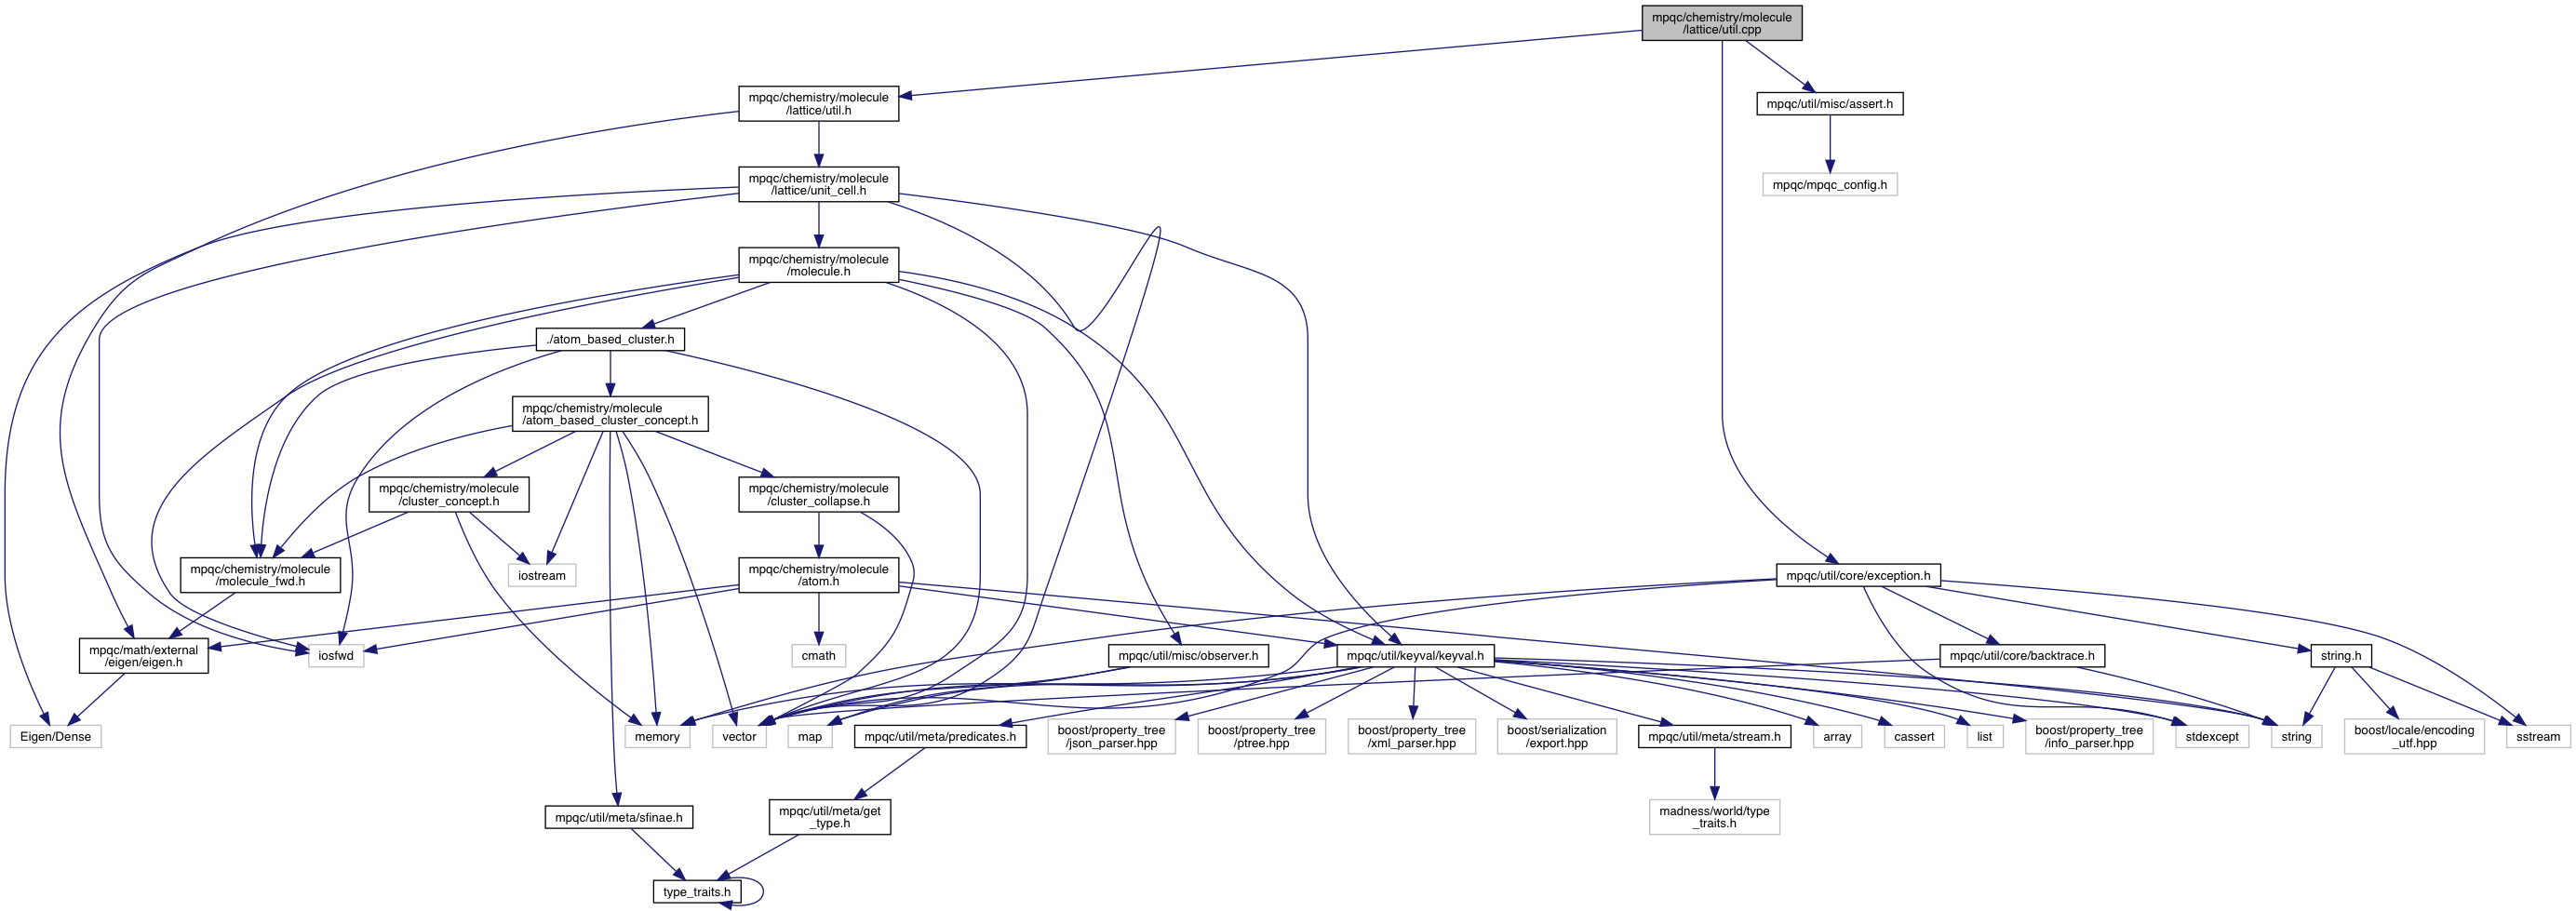 mpqc/chemistry/molecule
/lattice/util.cpp
mpqc/chemistry/molecule
/lattice/util.h
mpqc/util/misc/assert.h
mpqc/chemistry/molecule
/lattice/unit_cell.h
mpqc/mpqc_config.h
mpqc/chemistry/molecule
/molecule.h
./atom_based_cluster.h
mpqc/chemistry/molecule
/atom_based_cluster_concept.h
mpqc/chemistry/molecule
/cluster_concept.h
mpqc/chemistry/molecule
/cluster_collapse.h
mpqc/chemistry/molecule
/molecule_fwd.h
iostream
mpqc/chemistry/molecule
/atom.h
mpqc/util/core/exception.h
mpqc/math/external
/eigen/eigen.h
iosfwd
cmath
mpqc/util/misc/observer.h
mpqc/util/keyval/keyval.h
mpqc/util/core/backtrace.h
string.h
Eigen/Dense
memory
vector
map
mpqc/util/meta/predicates.h
boost/property_tree
/json_parser.hpp
boost/property_tree
/ptree.hpp
boost/property_tree
/xml_parser.hpp
boost/serialization
/export.hpp
mpqc/util/meta/stream.h
array
cassert
list
boost/property_tree
/info_parser.hpp
stdexcept
string
boost/locale/encoding
_utf.hpp
sstream
mpqc/util/meta/sfinae.h
mpqc/util/meta/get
_type.h
madness/world/type
_traits.h
type_traits.h